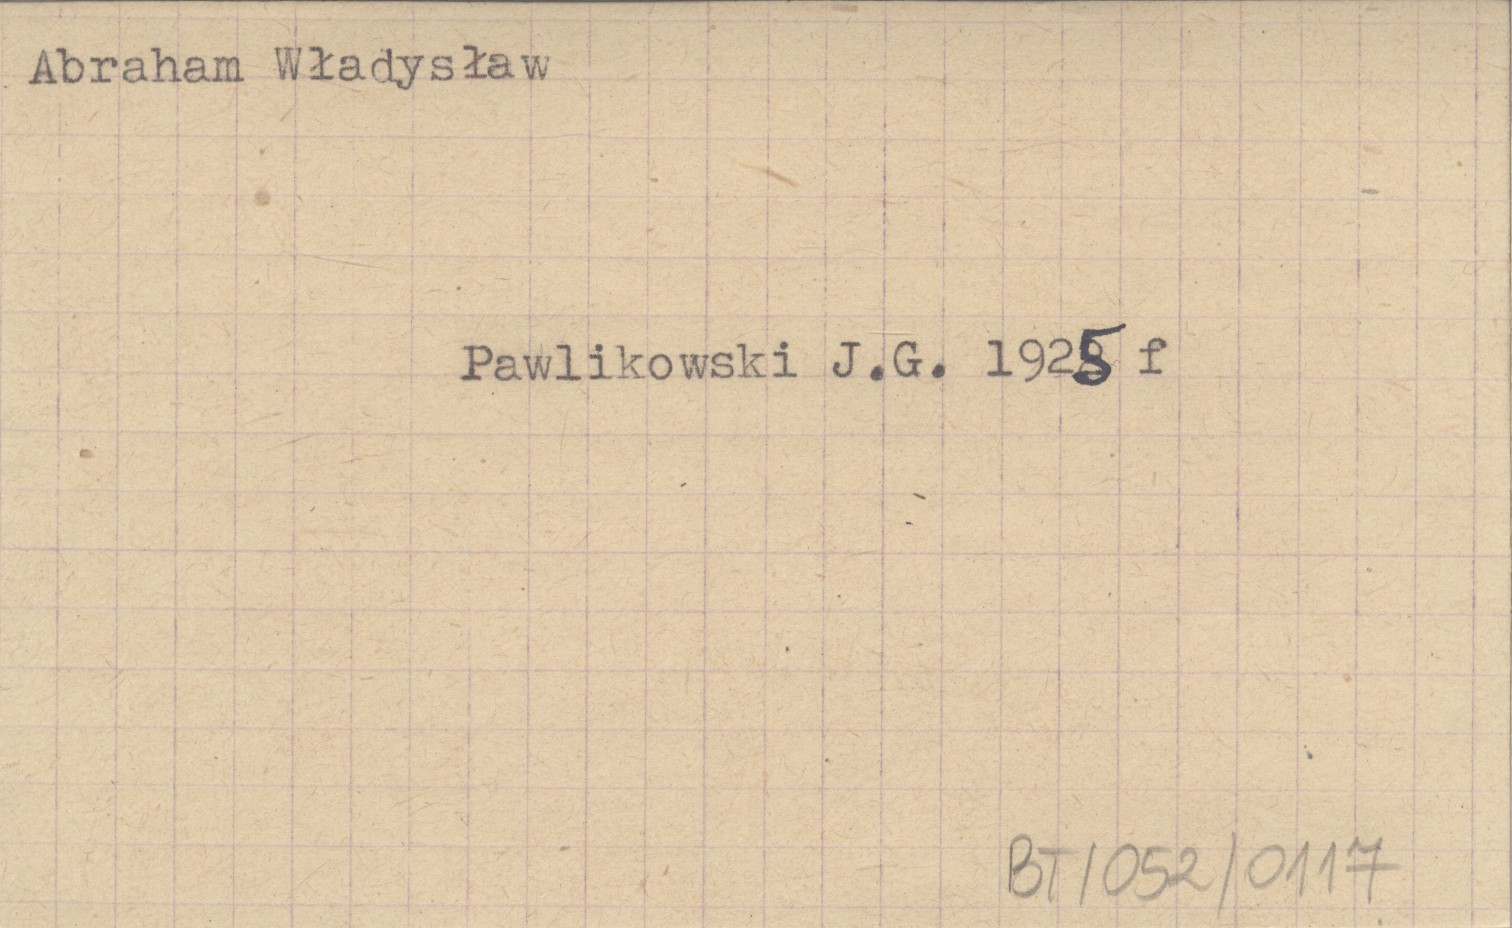 Abraham Władysław
Pawlikowski J.G. 1925 f
BT/052/0117